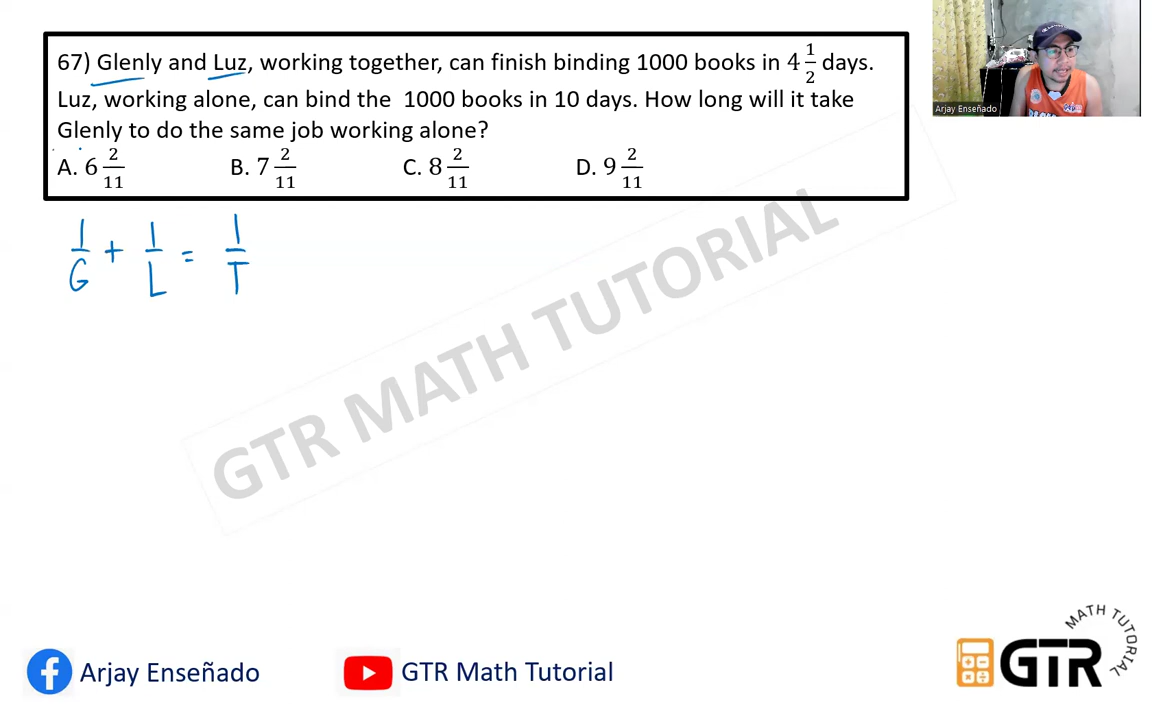 67) Glenly and Luz, working together, can finish binding 1000 books in 4 1/2 days.
Luz, working alone, can bind the 1000 books in 10 days. How long will it take
Glenly to do the same job working alone?
A. 6 2/11 B. 7 2/11 C. 8 2/11 D. 9 2/11
1/G + 1/L = 1/T
GTR MATH TUTORIAL
Arjay Enseñado
Arjay Enseñado
GTR Math Tutorial
MATH TUTORIAL
GTR